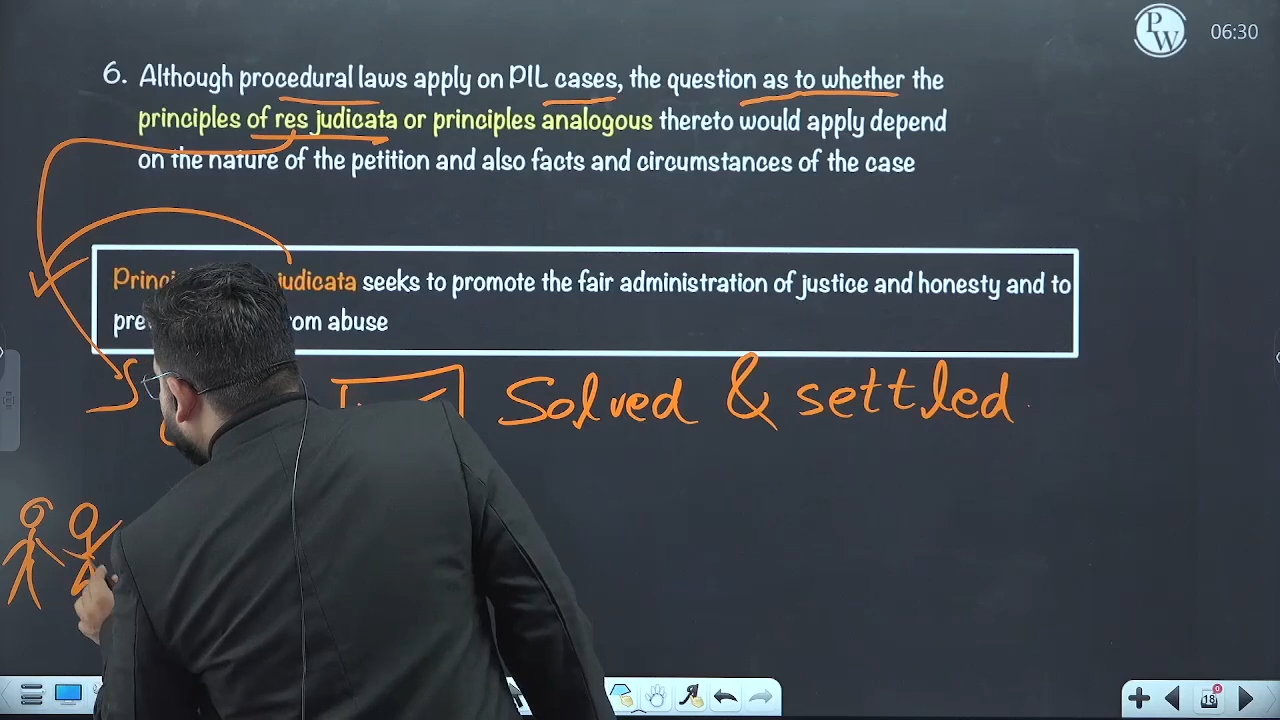 PW
06:30
6. Although procedural laws apply on PIL cases, the question as to whether the
principles of res judicata or principles analogous thereto would apply depend
on the nature of the petition and also facts and circumstances of the case
judicata seeks to promote the fair administration of justice and honesty and to
abuse
Solved & settled
18